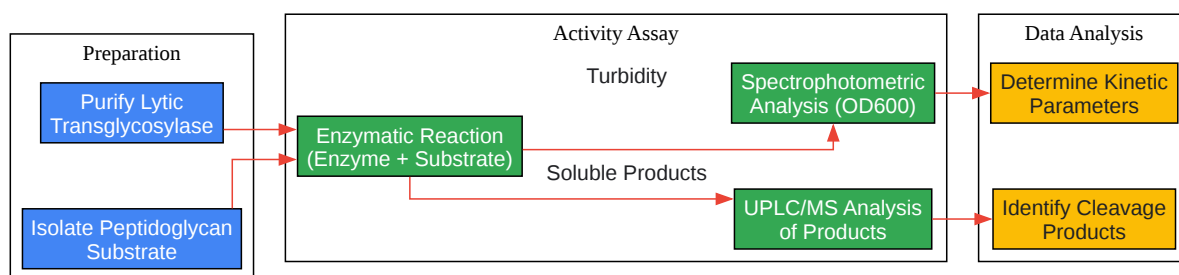 Preparation
Purify Lytic
Transglycosylase
Isolate Peptidoglycan
Substrate
Activity Assay
Enzymatic Reaction
(Enzyme + Substrate)
Turbidity
Soluble Products
Spectrophotometric
Analysis (OD600)
UPLC/MS Analysis
of Products
Data Analysis
Determine Kinetic
Parameters
Identify Cleavage
Products